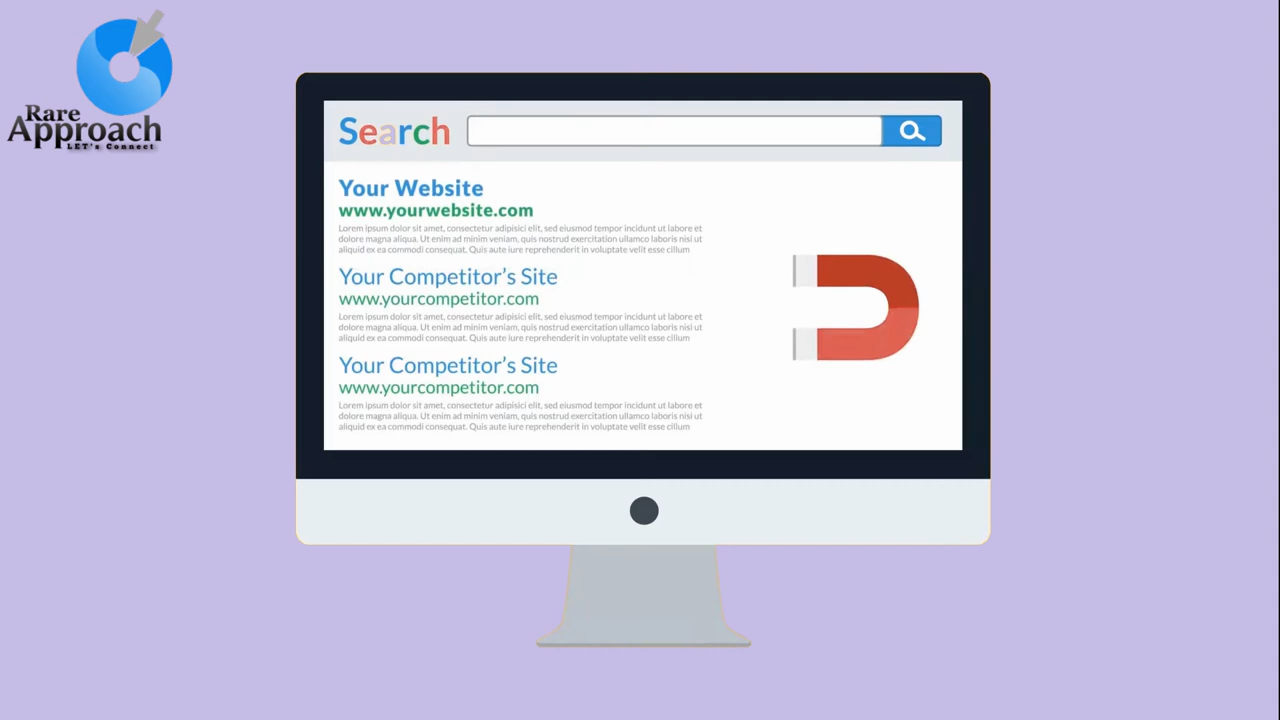 Rare
Approach
LET's Connect
Search
Your Website
www.yourwebsite.com
Lorem ipsum dolor sit amet, consectetur adipisici elit, sed eiusmod tempor incidunt ut labore et
dolore magna aliqua. Ut enim ad minim veniam, quis nostrud exercitation ullamco laboris nisi ut
aliquid ex ea commodi consequat. Quis aute iure reprehenderit in voluptate velit esse cillum
Your Competitor's Site
www.yourcompetitor.com
Lorem ipsum dolor sit amet, consectetur adipisici elit, sed eiusmod tempor incidunt ut labore et
dolore magna aliqua. Ut enim ad minim veniam, quis nostrud exercitation ullamco laboris nisi ut
aliquid ex ea commodi consequat. Quis aute iure reprehenderit in voluptate velit esse cillum
Your Competitor's Site
www.yourcompetitor.com
Lorem ipsum dolor sit amet, consectetur adipisici elit, sed eiusmod tempor incidunt ut labore et
dolore magna aliqua. Ut enim ad minim veniam, quis nostrud exercitation ullamco laboris nisi ut
aliquid ex ea commodi consequat. Quis aute iure reprehenderit in voluptate velit esse cillum